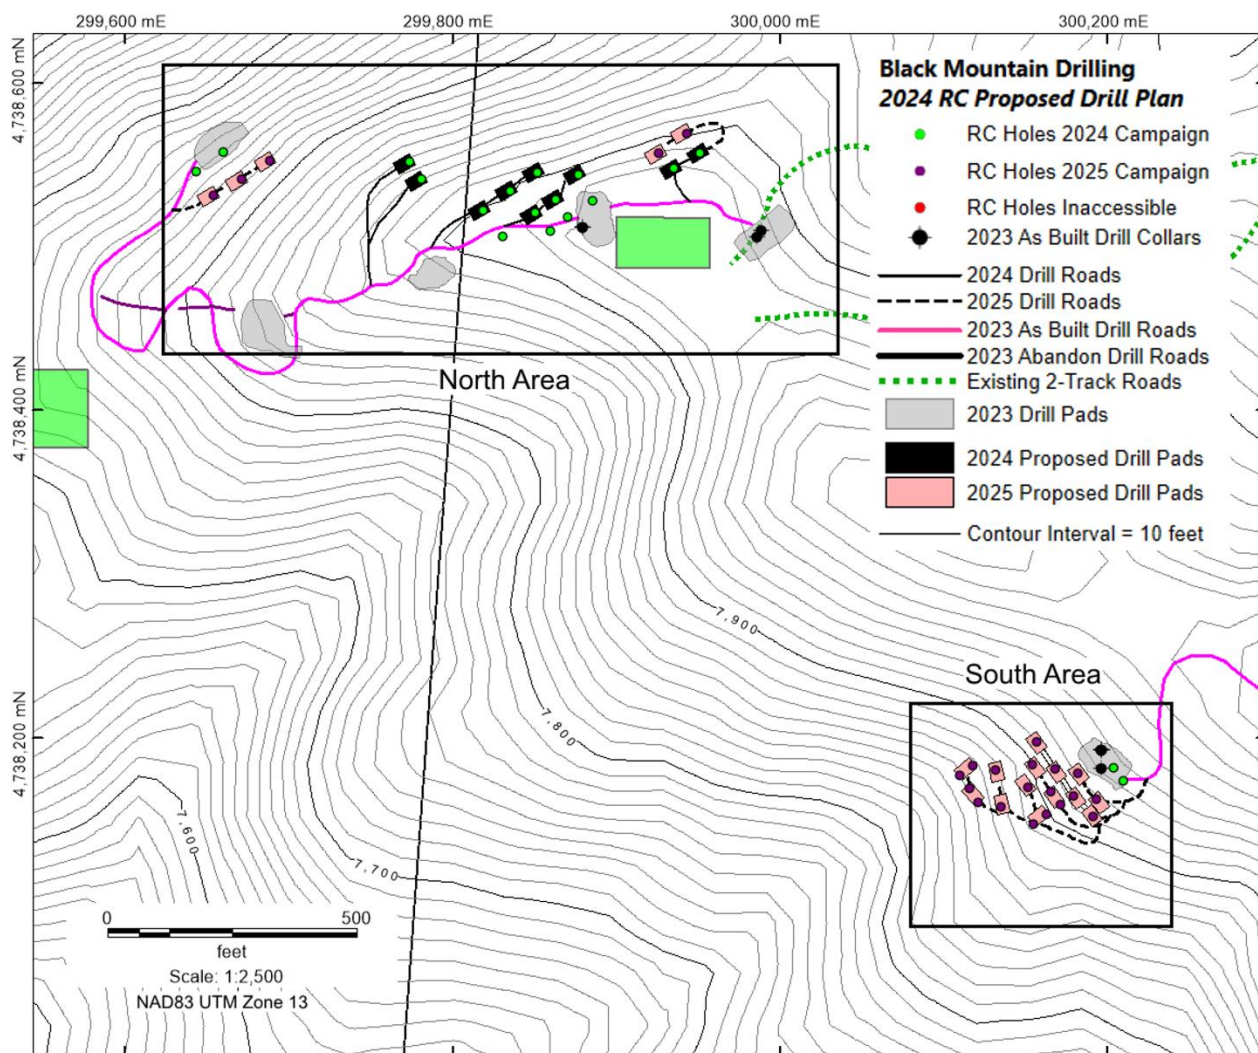 299,600 mE
299,800 mE
300,000 mE
300,200 mE
4,738,600 mN
4,738,400 mN
4,738,200 mN
Black Mountain Drilling
2024 RC Proposed Drill Plan
RC Holes 2024 Campaign
RC Holes 2025 Campaign
RC Holes Inaccessible
2023 As Built Drill Collars
2024 Drill Roads
2025 Drill Roads
2023 As Built Drill Roads
2023 Abandon Drill Roads
Existing 2-Track Roads
2023 Drill Pads
2024 Proposed Drill Pads
2025 Proposed Drill Pads
Contour Interval = 10 feet
North Area
7,900
South Area
7,800
7,600
7,700
0 500
feet
Scale: 1:2,500
NAD83 UTM Zone 13